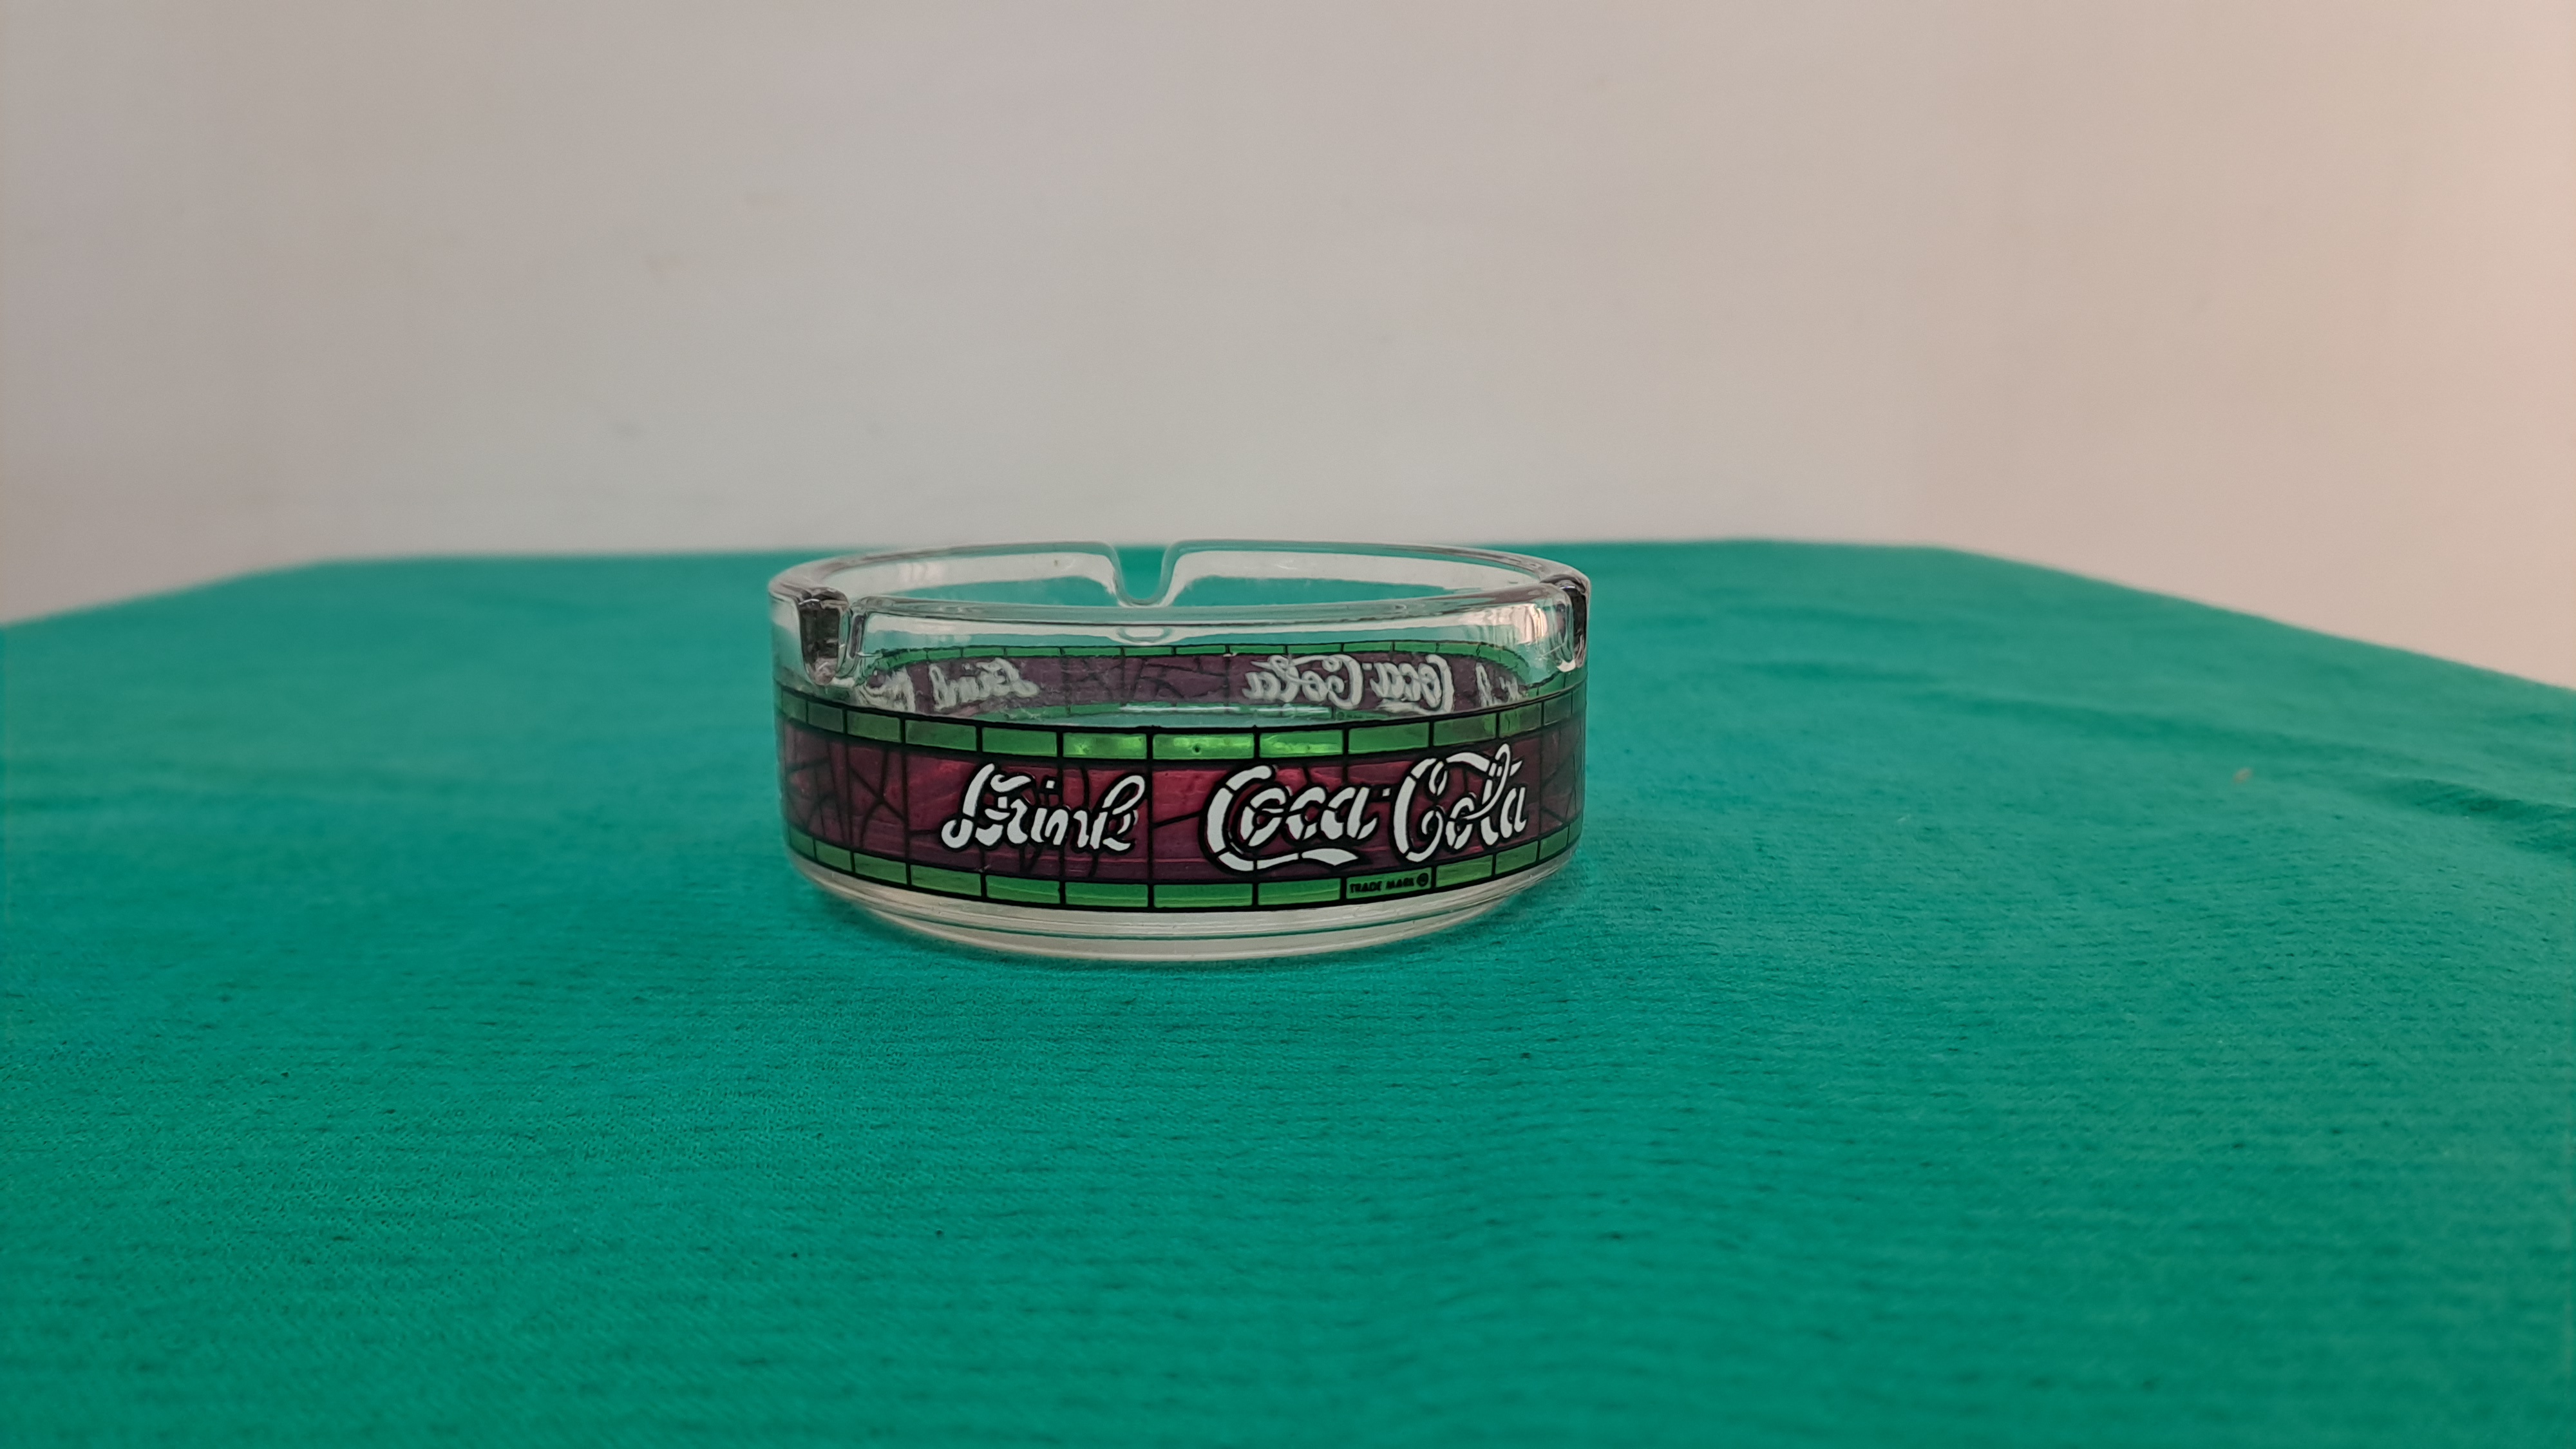 Drink Coca-Cola
TRADE MARK ®